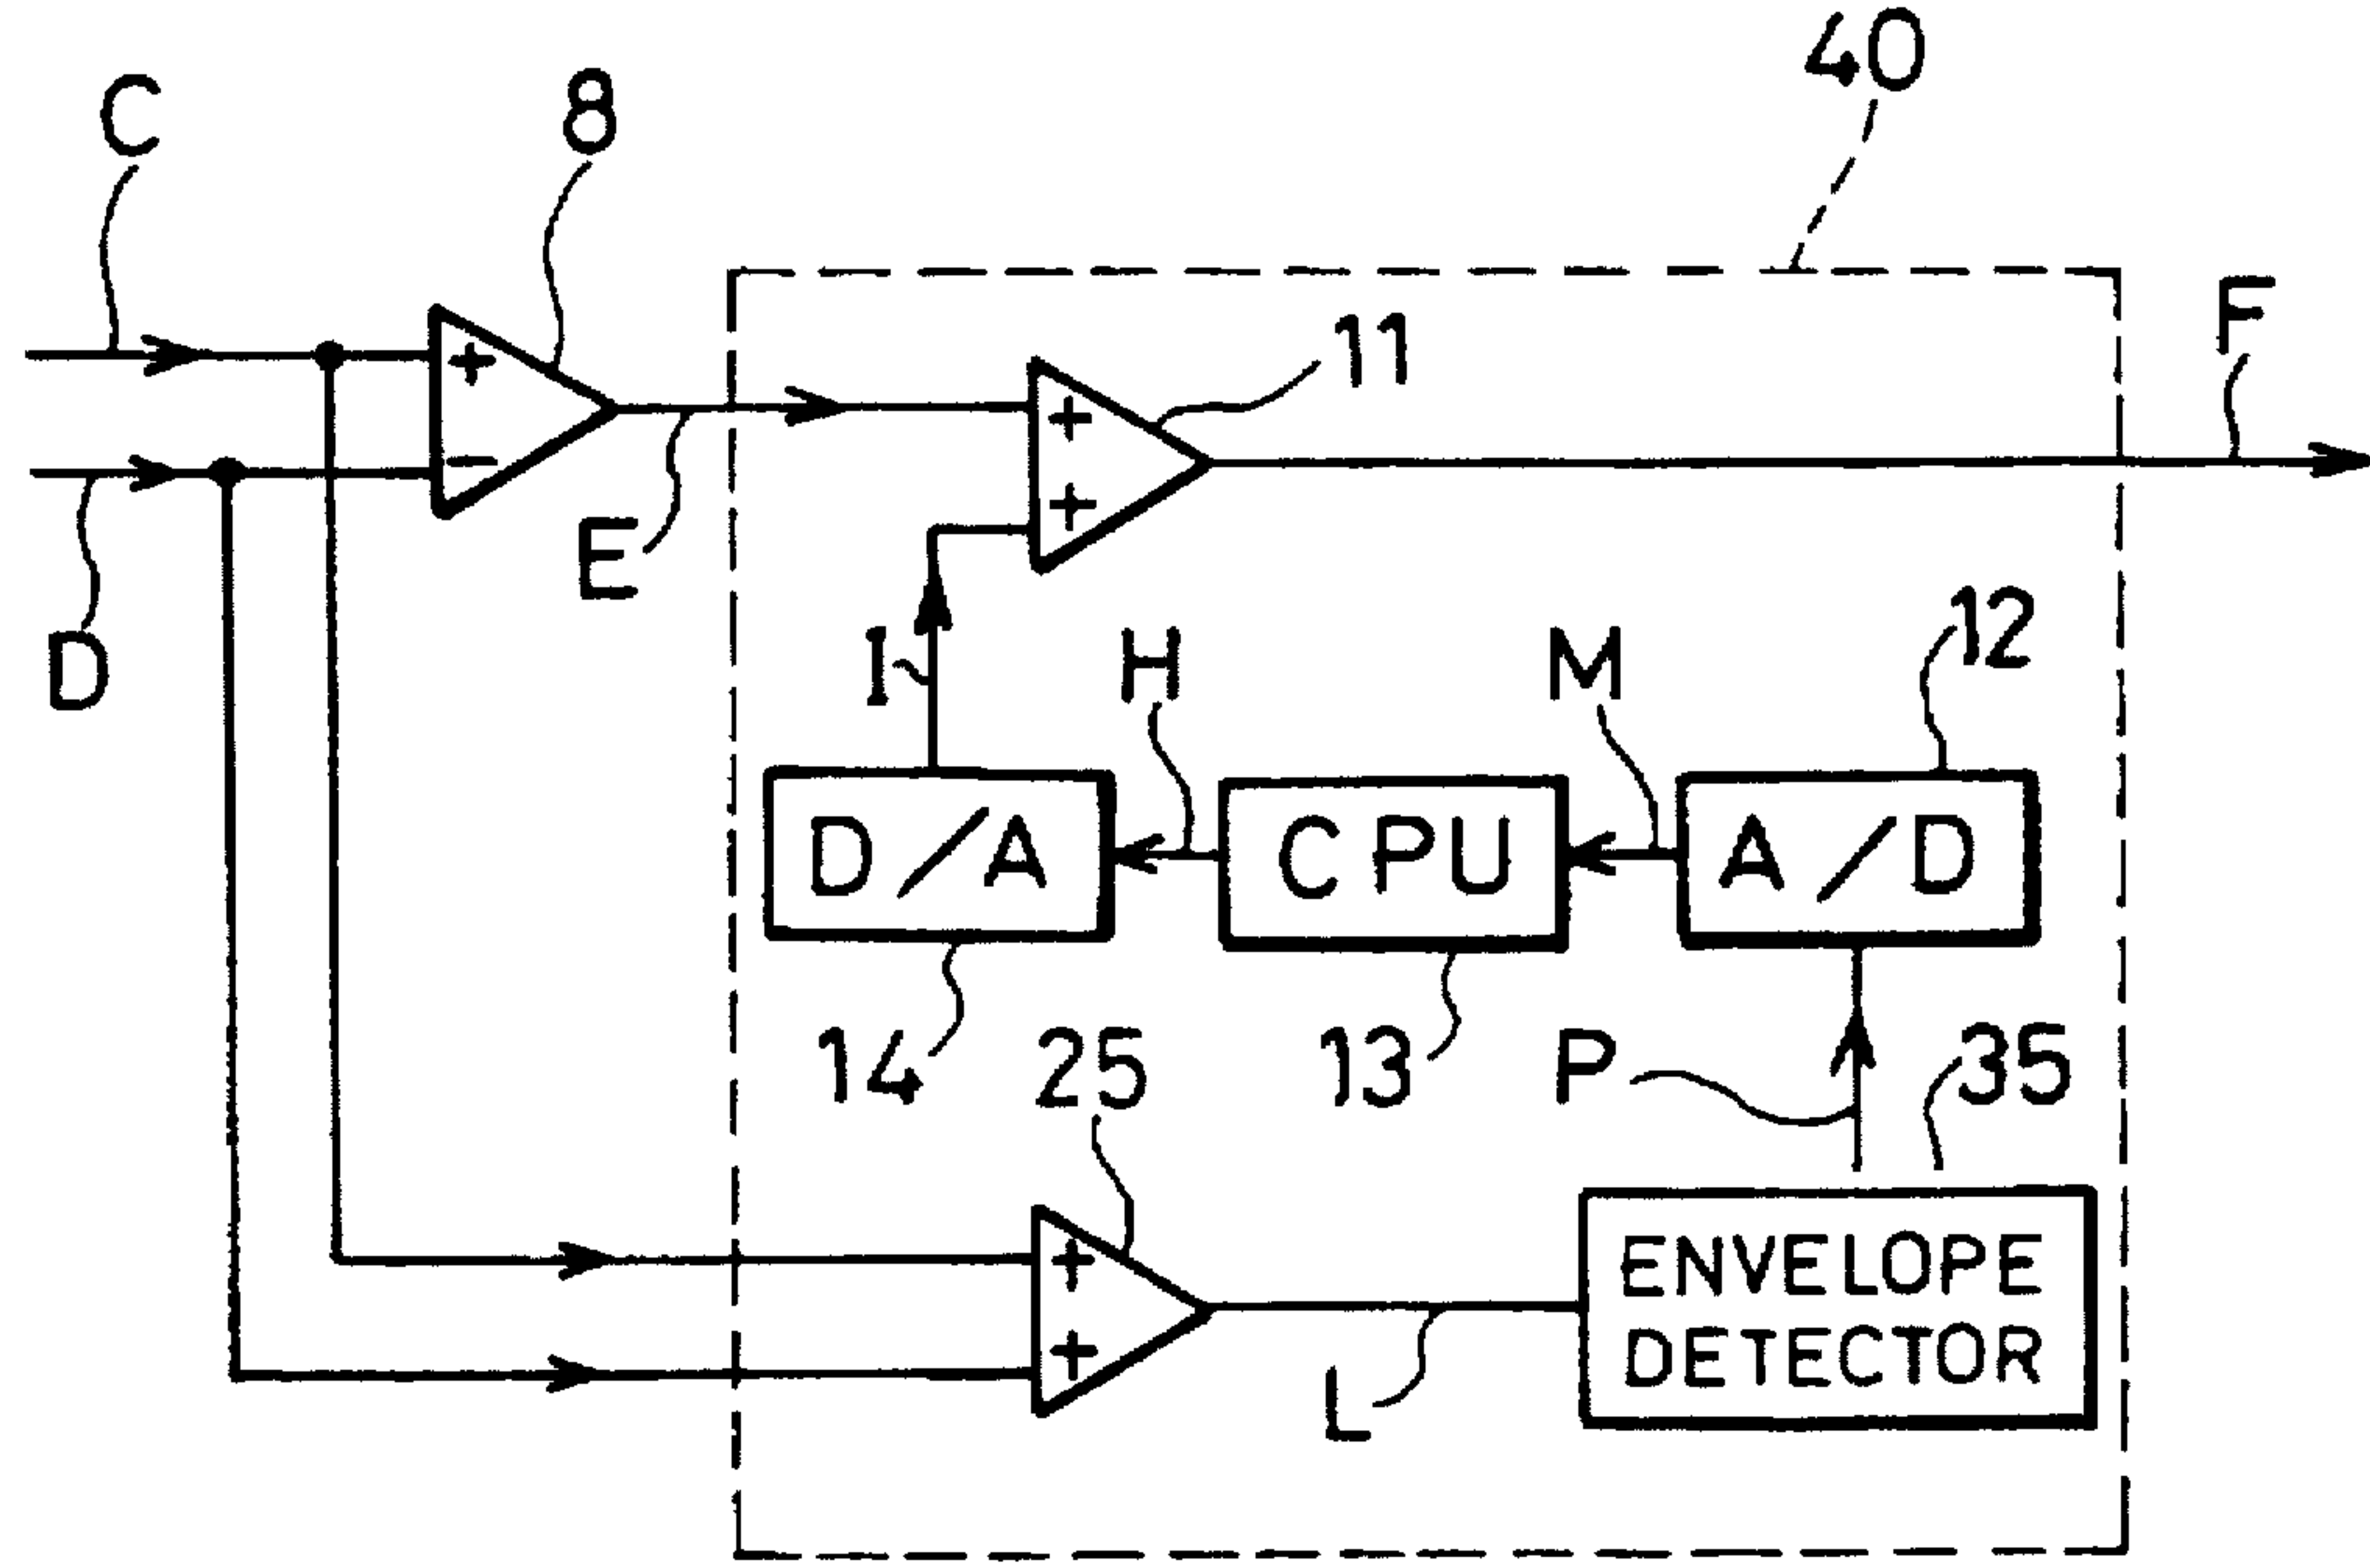 40
C
8
F
+
11
+
−
E
+
D
I
H
M
12
D/A
CPU
A/D
14
25
13
P
35
+
ENVELOPE
+
DETECTOR
L